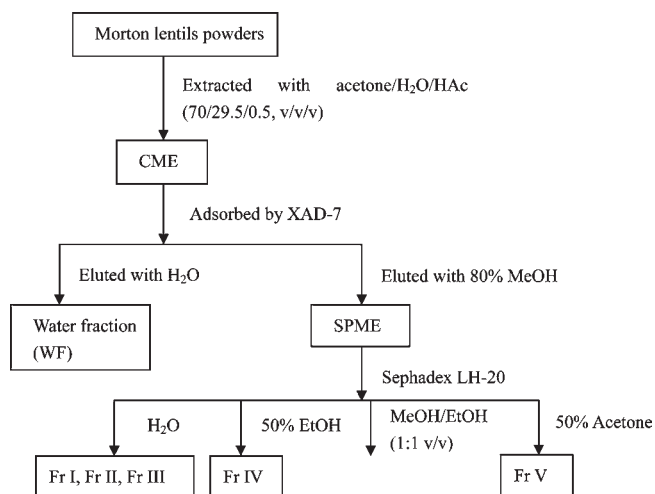 Morton lentils powders
Extracted with acetone/H₂O/HAc
(70/29.5/0.5, v/v/v)
CME
Adsorbed by XAD-7
Eluted with H₂O
Eluted with 80% MeOH
Water fraction
(WF)
SPME
Sephadex LH-20
H₂O
50% EtOH
MeOH/EtOH
(1:1 v/v)
50% Acetone
Fr I, Fr II, Fr III
Fr IV
Fr V